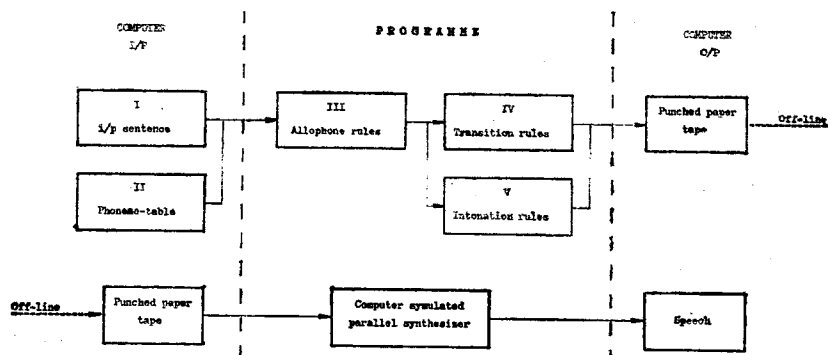 COMPUTER
I/P
PROGRAMME
COMPUTER
O/P
I
i/p sentence
III
Allophone rules
IV
Transition rules
Punched paper
tape
Off-line
II
Phoneme-table
V
Intonation rules
Off-line
Punched paper
tape
Computer symulated
parallel synthesiser
Speech